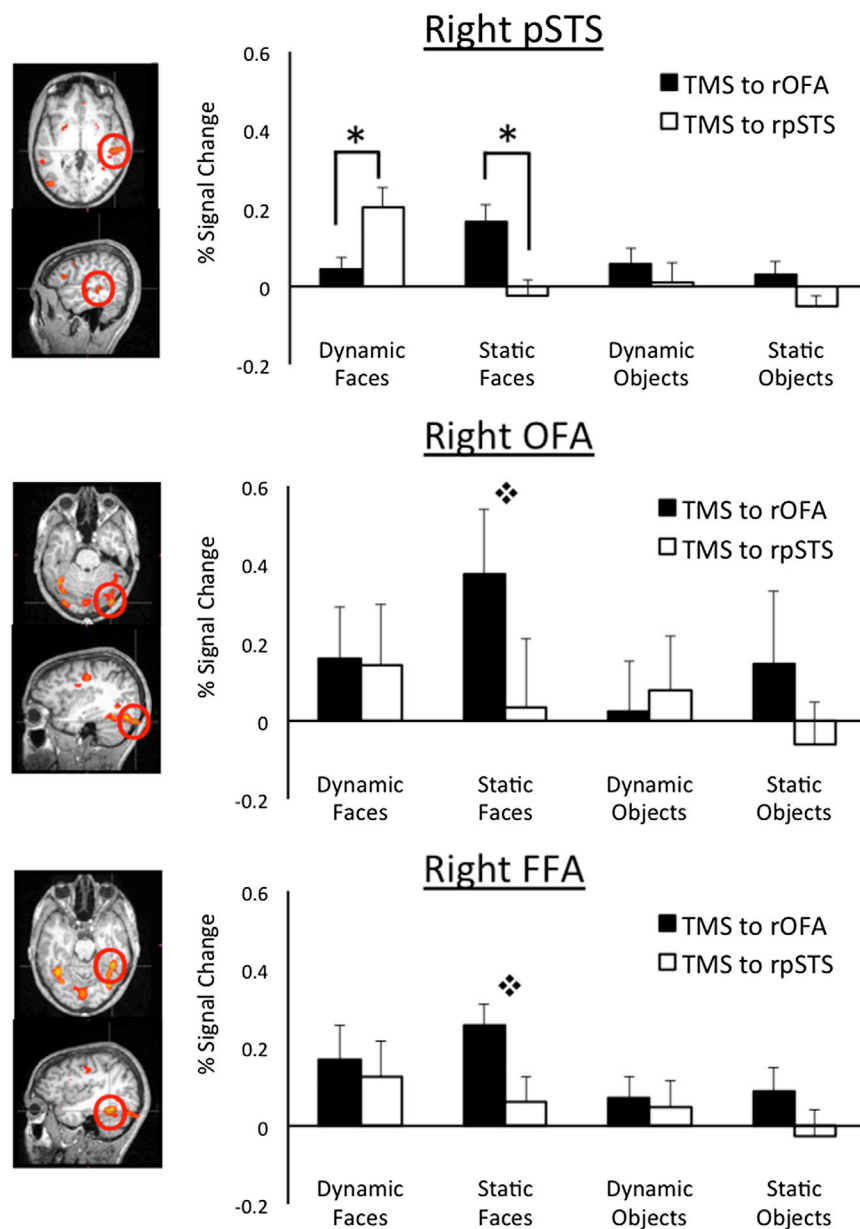 Right pSTS
0.6
TMS to rOFA
TMS to rpSTS
0.4
*
*
% Signal Change
0.2
0
-0.2
Dynamic Faces
Static Faces
Dynamic Objects
Static Objects
Right OFA
0.6
TMS to rOFA
TMS to rpSTS
0.4
% Signal Change
0.2
0
-0.2
Dynamic Faces
Static Faces
Dynamic Objects
Static Objects
Right FFA
0.6
TMS to rOFA
TMS to rpSTS
0.4
% Signal Change
0.2
0
-0.2
Dynamic Faces
Static Faces
Dynamic Objects
Static Objects